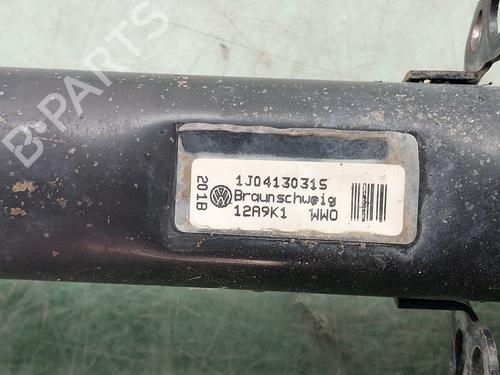 B-PARTS
1J0413031S
Braunschweig
12A9K1 WWO
201B